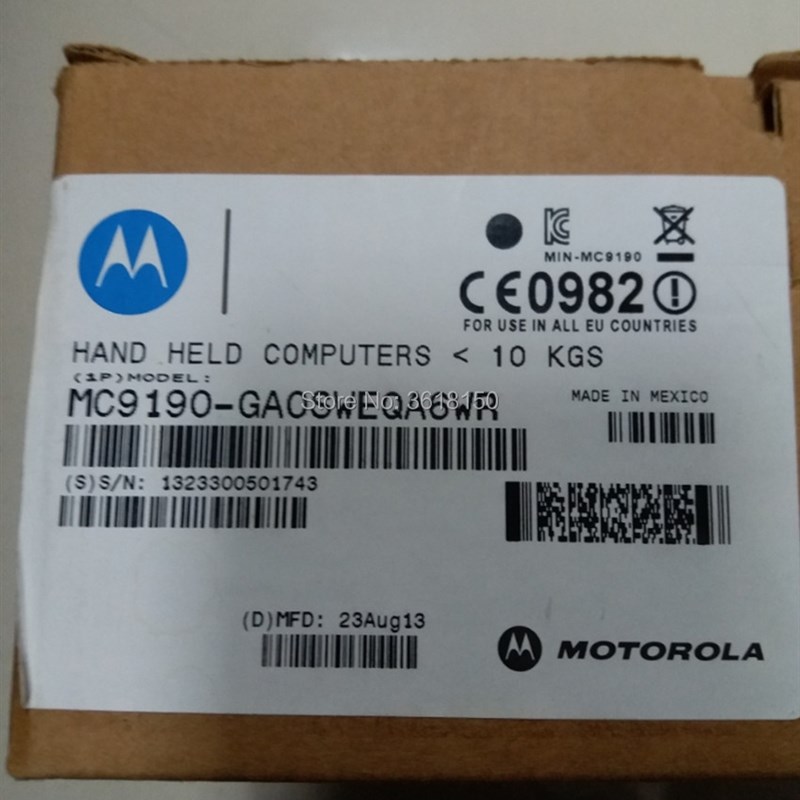 MIN-MC9190
CE0982
FOR USE IN ALL EU COUNTRIES
HAND HELD COMPUTERS < 10 KGS
(1P)MODEL:
MADE IN MEXICO
Store No: 3618150
(S)S/N: 1323300501743
(D)MFD: 23Aug13
MOTOROLA